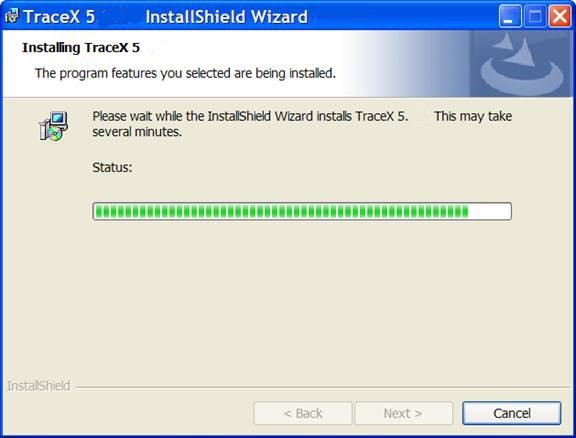 TraceX 5 InstallShield Wizard
Installing TraceX 5
The program features you selected are being installed.
Please wait while the InstallShield Wizard installs TraceX 5. This may take
several minutes.
Status:
InstallShield
< Back Next > Cancel